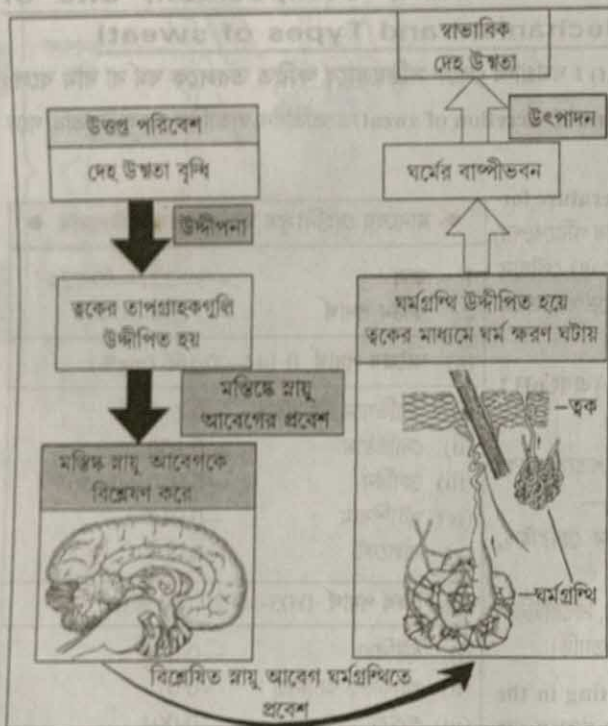 উত্তপ্ত পরিবেশ
দেহ উষ্ণতা বৃদ্ধি
উদ্দীপনা
ত্বকের তাপগ্রাহকগুলি
উদ্দীপিত হয়
মস্তিষ্কে স্নায়ু
আবেগের প্রবেশ
মস্তিষ্ক স্নায়ু আবেগকে
বিশ্লেষণ করে
বিশ্লেষিত স্নায়ু আবেগ ঘর্মগ্রন্থিতে
প্রবেশ
স্বাভাবিক
দেহ উষ্ণতা
উৎপাদন
ঘর্মের বাষ্পীভবন
ঘর্মগ্রন্থি উদ্দীপিত হয়ে
ত্বকের মাধ্যমে ঘর্ম ক্ষরণ ঘটায়
ত্বক
ঘর্মগ্রন্থি